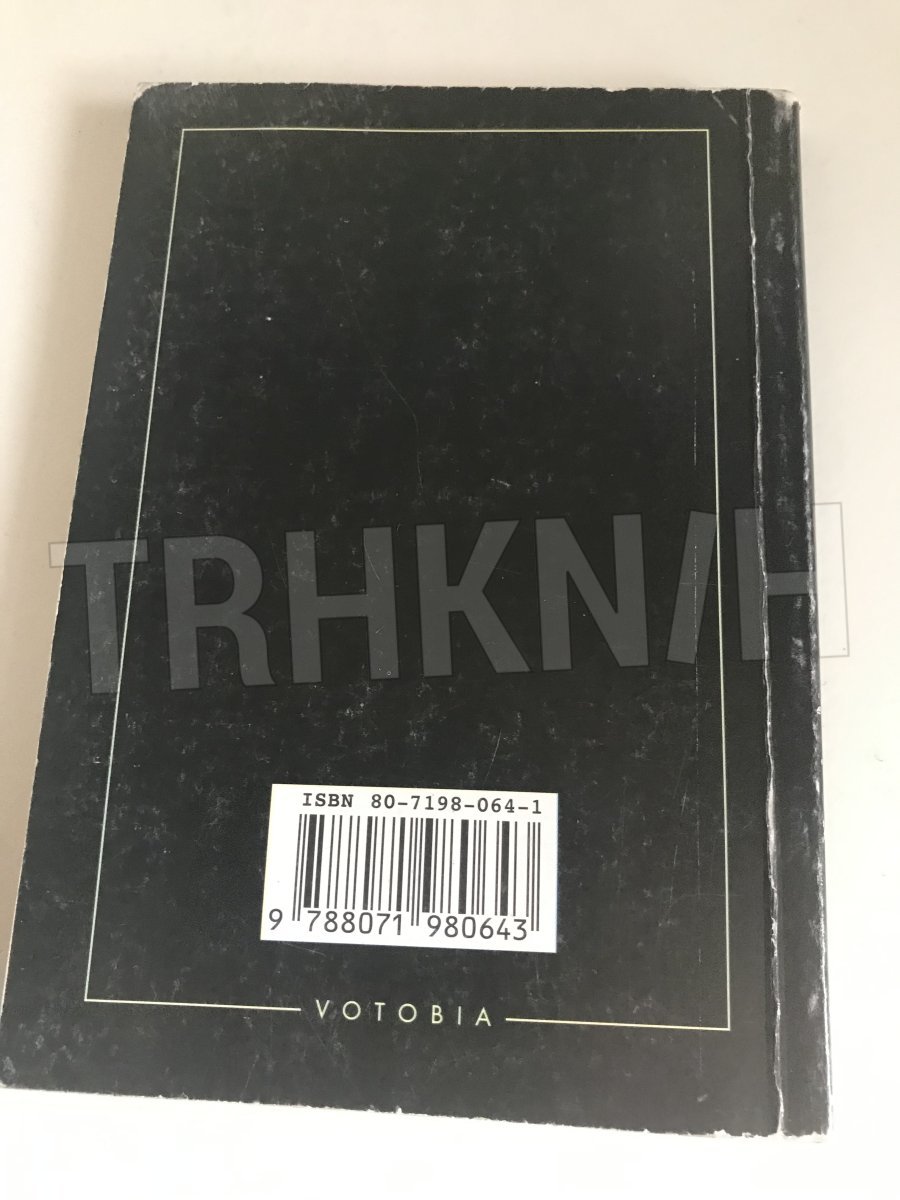 TRHKNIH
ISBN 80-7198-064-1
9 788071 980643
VOTOBIA